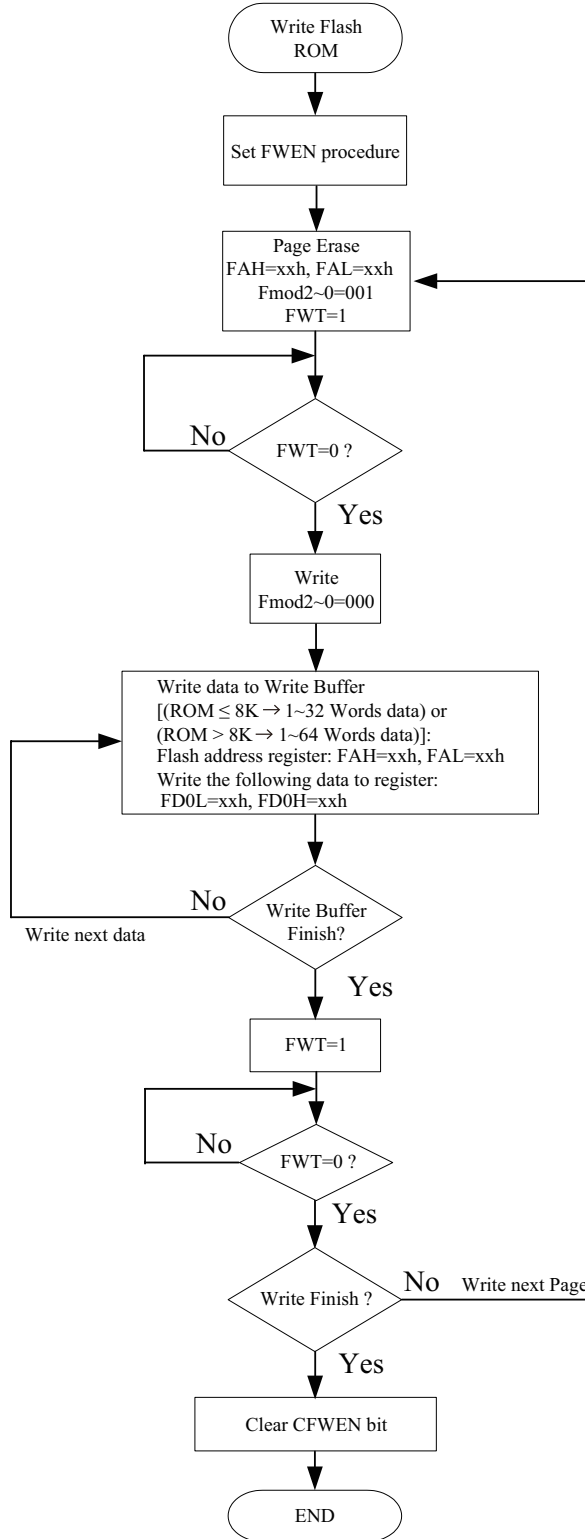 Write Flash
ROM
Set FWEN procedure
Page Erase
FAH=xxh, FAL=xxh
Fmod2~0=001
FWT=1
No
FWT=0 ?
Yes
Write
Fmod2~0=000
Write data to Write Buffer
[(ROM ≤ 8K → 1~32 Words data) or
(ROM > 8K → 1~64 Words data)]:
Flash address register: FAH=xxh, FAL=xxh
Write the following data to register:
FD0L=xxh, FD0H=xxh
No
Write Buffer
Finish?
Write next data
Yes
FWT=1
No
FWT=0 ?
Yes
Write Finish ?
No
Write next Page
Yes
Clear CFWEN bit
END